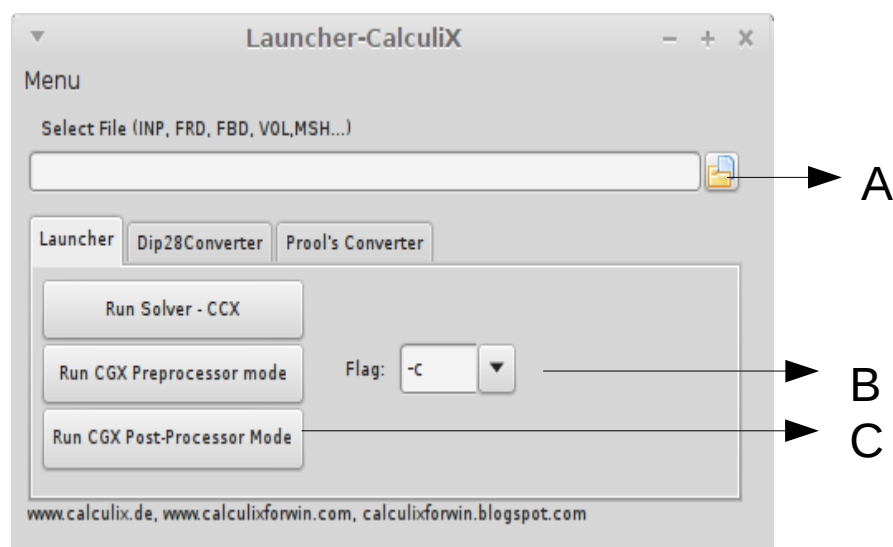 Launcher-CalculiX
Menu
Select File (INP, FRD, FBD, VOL,MSH...)
A
Launcher Dip28Converter Prool's Converter
Run Solver - CCX
Run CGX Preprocessor mode Flag: -c B
Run CGX Post-Processor Mode C
www.calculix.de, www.calculixforwin.com, calculixforwin.blogspot.com